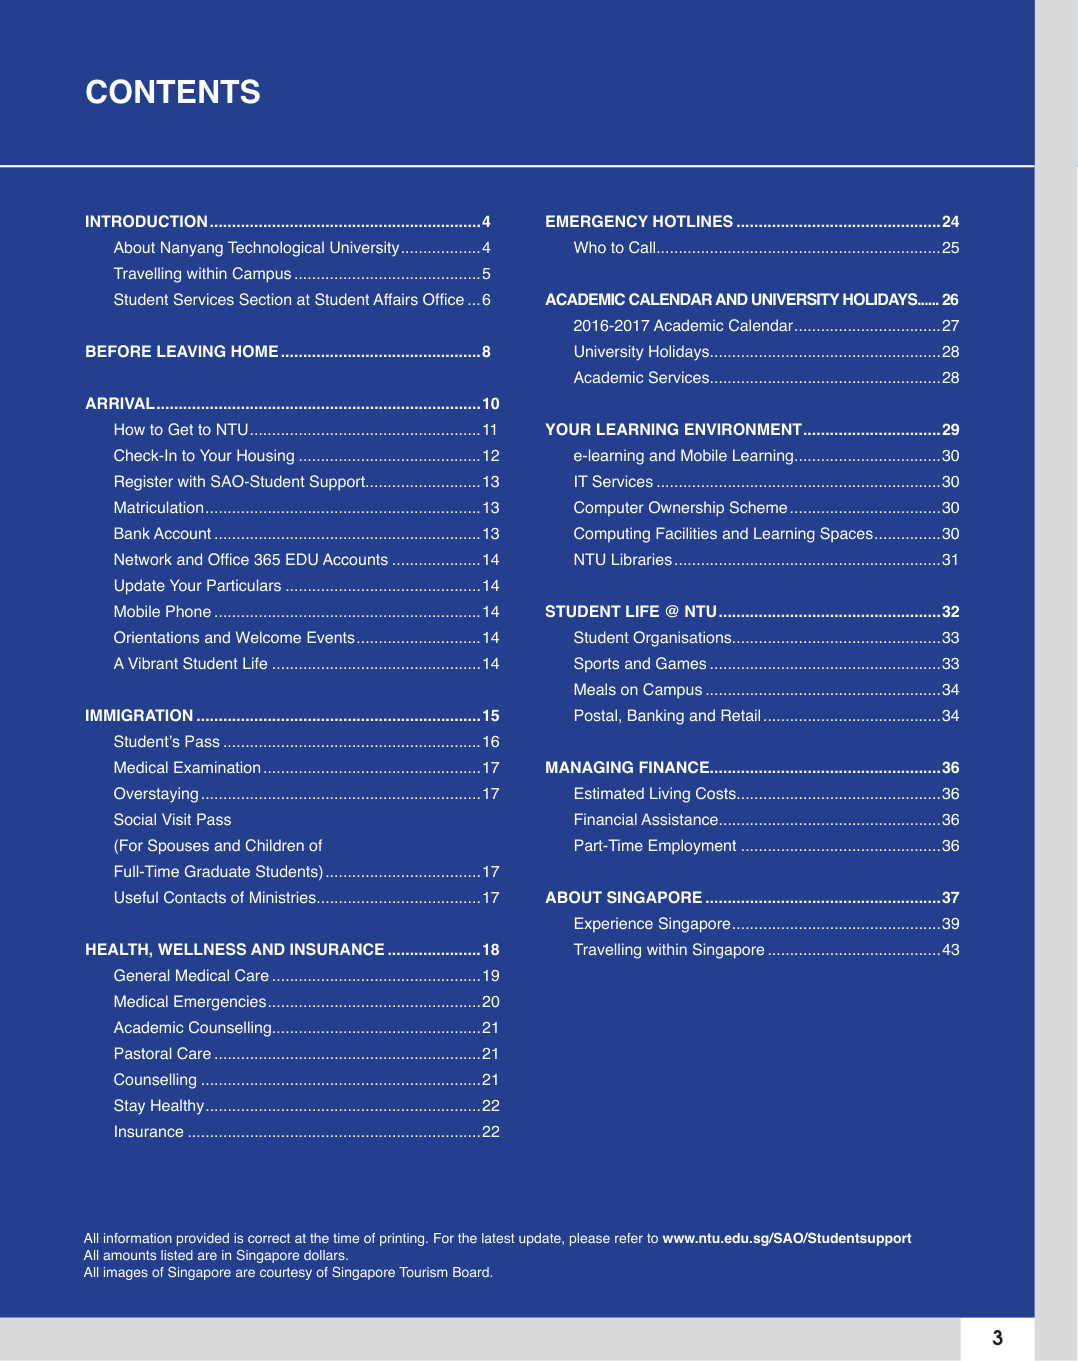 CONTENTS
INTRODUCTION.............................................................4
About Nanyang Technological University..................4
Travelling within Campus ..........................................5
Student Services Section at Student Affairs Office ...6
BEFORE LEAVING HOME.............................................8
ARRIVAL.........................................................................10
How to Get to NTU....................................................11
Check-In to Your Housing .........................................12
Register with SAO-Student Support..........................13
Matriculation..............................................................13
Bank Account ............................................................13
Network and Office 365 EDU Accounts ....................14
Update Your Particulars ............................................14
Mobile Phone ............................................................14
Orientations and Welcome Events............................14
A Vibrant Student Life ...............................................14
IMMIGRATION ................................................................15
Student’s Pass ..........................................................16
Medical Examination.................................................17
Overstaying...............................................................17
Social Visit Pass
(For Spouses and Children of
Full-Time Graduate Students)...................................17
Useful Contacts of Ministries.....................................17
HEALTH, WELLNESS AND INSURANCE .....................18
General Medical Care ...............................................19
Medical Emergencies................................................20
Academic Counselling...............................................21
Pastoral Care ............................................................21
Counselling ...............................................................21
Stay Healthy..............................................................22
Insurance ..................................................................22
EMERGENCY HOTLINES ..............................................24
Who to Call................................................................25
ACADEMIC CALENDAR AND UNIVERSITY HOLIDAYS...... 26
2016-2017 Academic Calendar.................................27
University Holidays....................................................28
Academic Services....................................................28
YOUR LEARNING ENVIRONMENT...............................29
e-learning and Mobile Learning.................................30
IT Services ................................................................30
Computer Ownership Scheme..................................30
Computing Facilities and Learning Spaces...............30
NTU Libraries............................................................31
STUDENT LIFE @ NTU..................................................32
Student Organisations...............................................33
Sports and Games ....................................................33
Meals on Campus .....................................................34
Postal, Banking and Retail........................................34
MANAGING FINANCE....................................................36
Estimated Living Costs..............................................36
Financial Assistance..................................................36
Part-Time Employment .............................................36
ABOUT SINGAPORE .....................................................37
Experience Singapore...............................................39
Travelling within Singapore .......................................43
All information provided is correct at the time of printing. For the latest update, please refer to www.ntu.edu.sg/SAO/Studentsupport
All amounts listed are in Singapore dollars.
All images of Singapore are courtesy of Singapore Tourism Board.
3